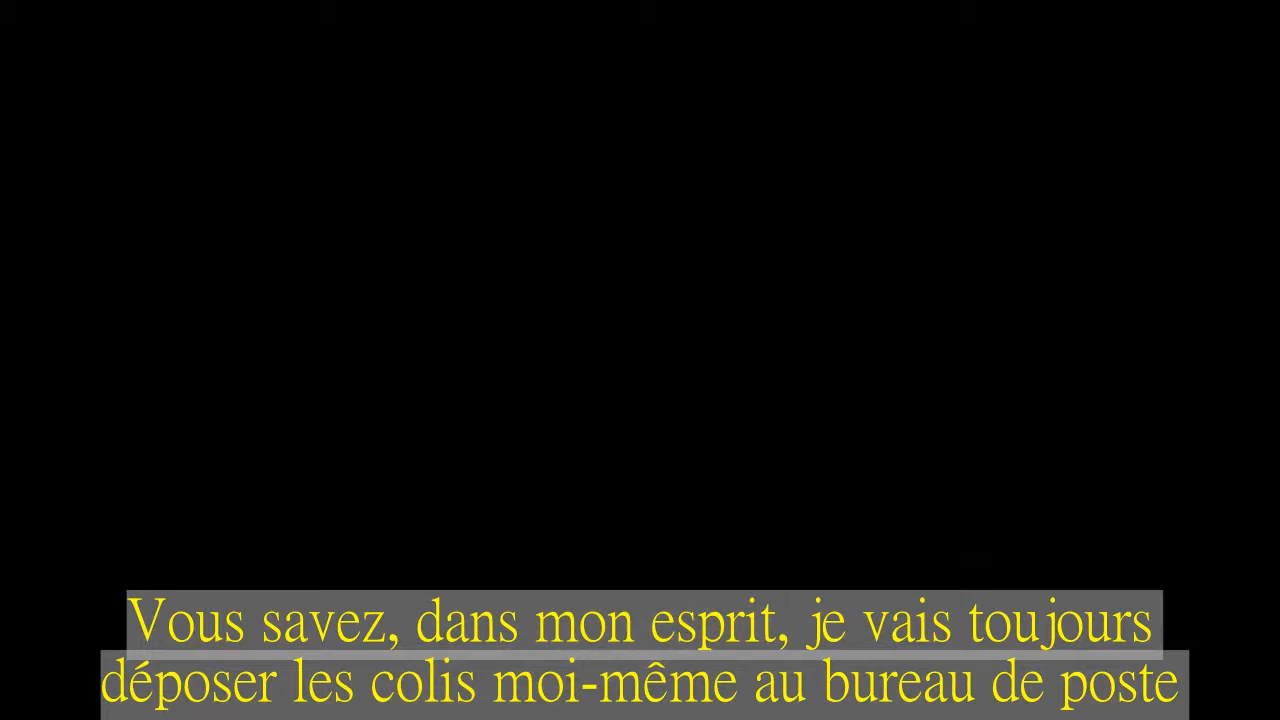 Vous savez, dans mon esprit, je vais toujours
déposer les colis moi-même au bureau de poste